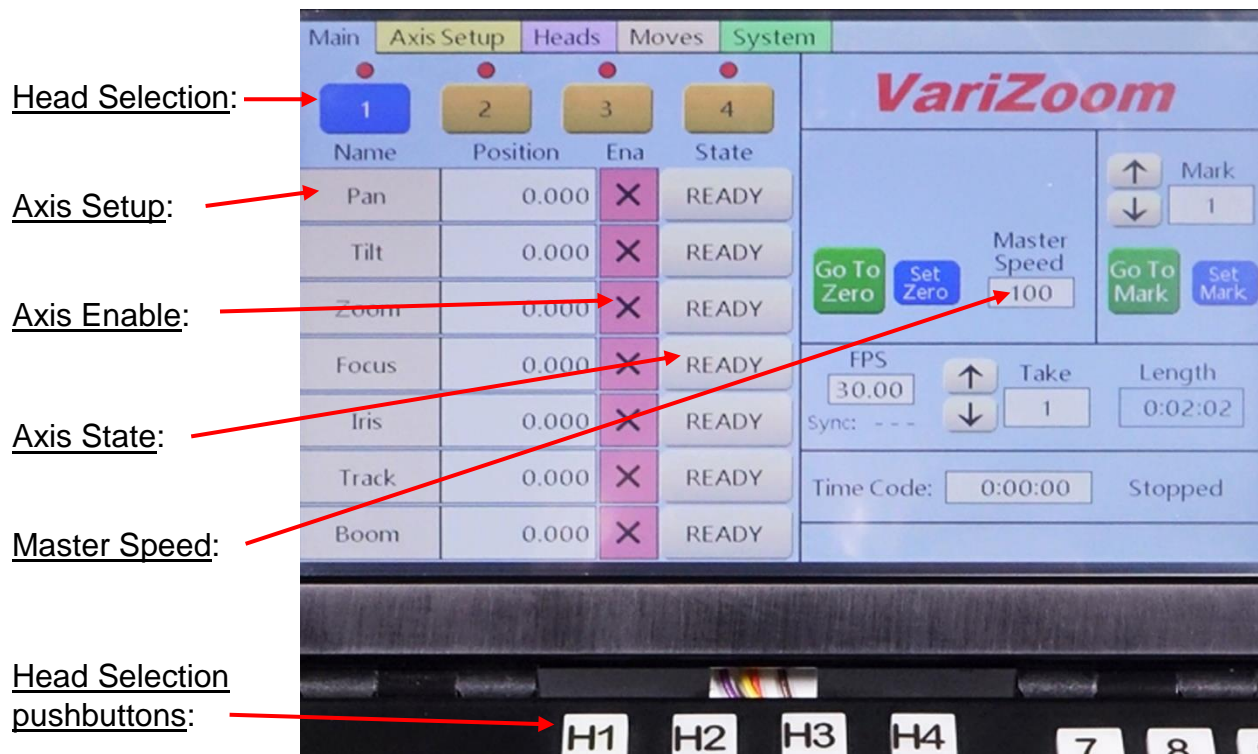 Main Axis Setup Heads Moves System
Head Selection:
1 2 3 4
VariZoom
Name Position Ena State
Axis Setup:
Pan 0.000 X READY
Tilt 0.000 X READY
Axis Enable:
Zoom 0.000 X READY
Focus 0.000 X READY
Axis State:
Iris 0.000 X READY
Track 0.000 X READY
Master Speed:
Boom 0.000 X READY
↑ Mark
↓ 1
Go To
Zero
Set
Zero
Master
Speed
100
Go To
Mark
Set
Mark
FPS
30.00
Sync: - - -
↑ Take
↓ 1
Length
0:02:02
Time Code: 0:00:00 Stopped
Head Selection
pushbuttons:
H1 H2 H3 H4 7 8